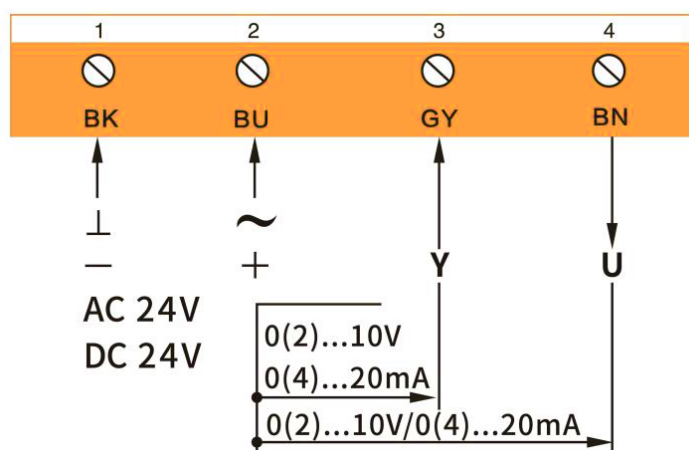 1 2 3 4
BK BU GY BN
⊥ ~
− + Y U
AC 24V
DC 24V
0(2)...10V
0(4)...20mA
0(2)...10V/0(4)...20mA